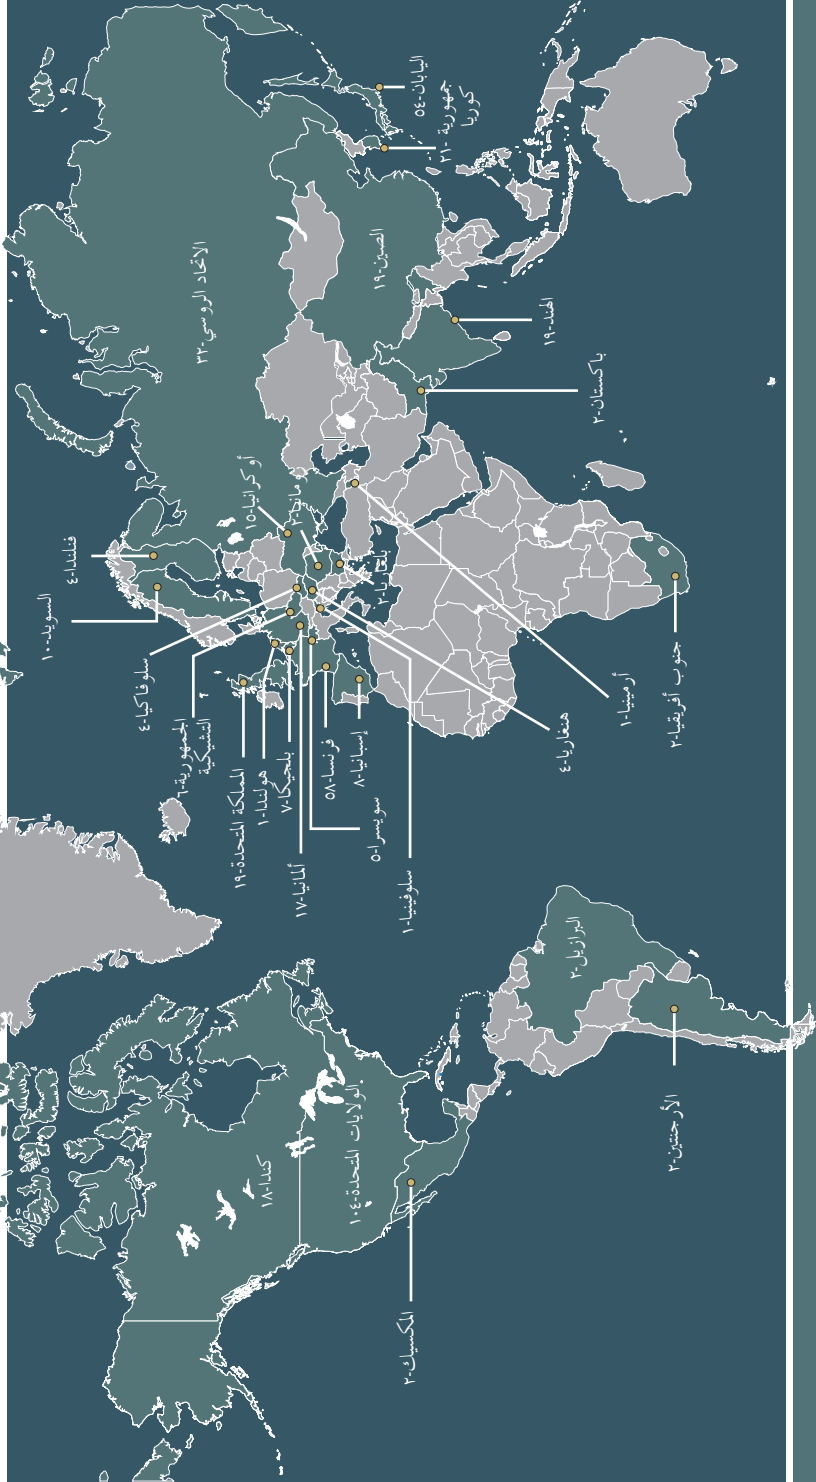 السويد-١٠
فنلندا-٤
سلوفاكيا-٤
الجمهورية-٦
التشيكية
الاتحاد الروسي-٣٢
المملكة المتحدة-١٩
هولندا-١
بلجيكا-٧
أوكرانيا-١٥
ألمانيا-١٧
رومانيا-٢
كندا-١٨
فرنسا-٥٨
إسبانيا-٨
سويسرا-٥
بلغاريا-٢
الولايات المتحدة-١٠٤
الصين-١٩
سلوفينيا-١
اليابان-٥٤
جمهورية -٢١
كوريا
المكسيك-٢
الهند-١٩
هنغاريا-٤
البرازيل-٢
باكستان-٢
أرمينيا-١
جنوب أفريقيا-٢
الأرجنتين-٢